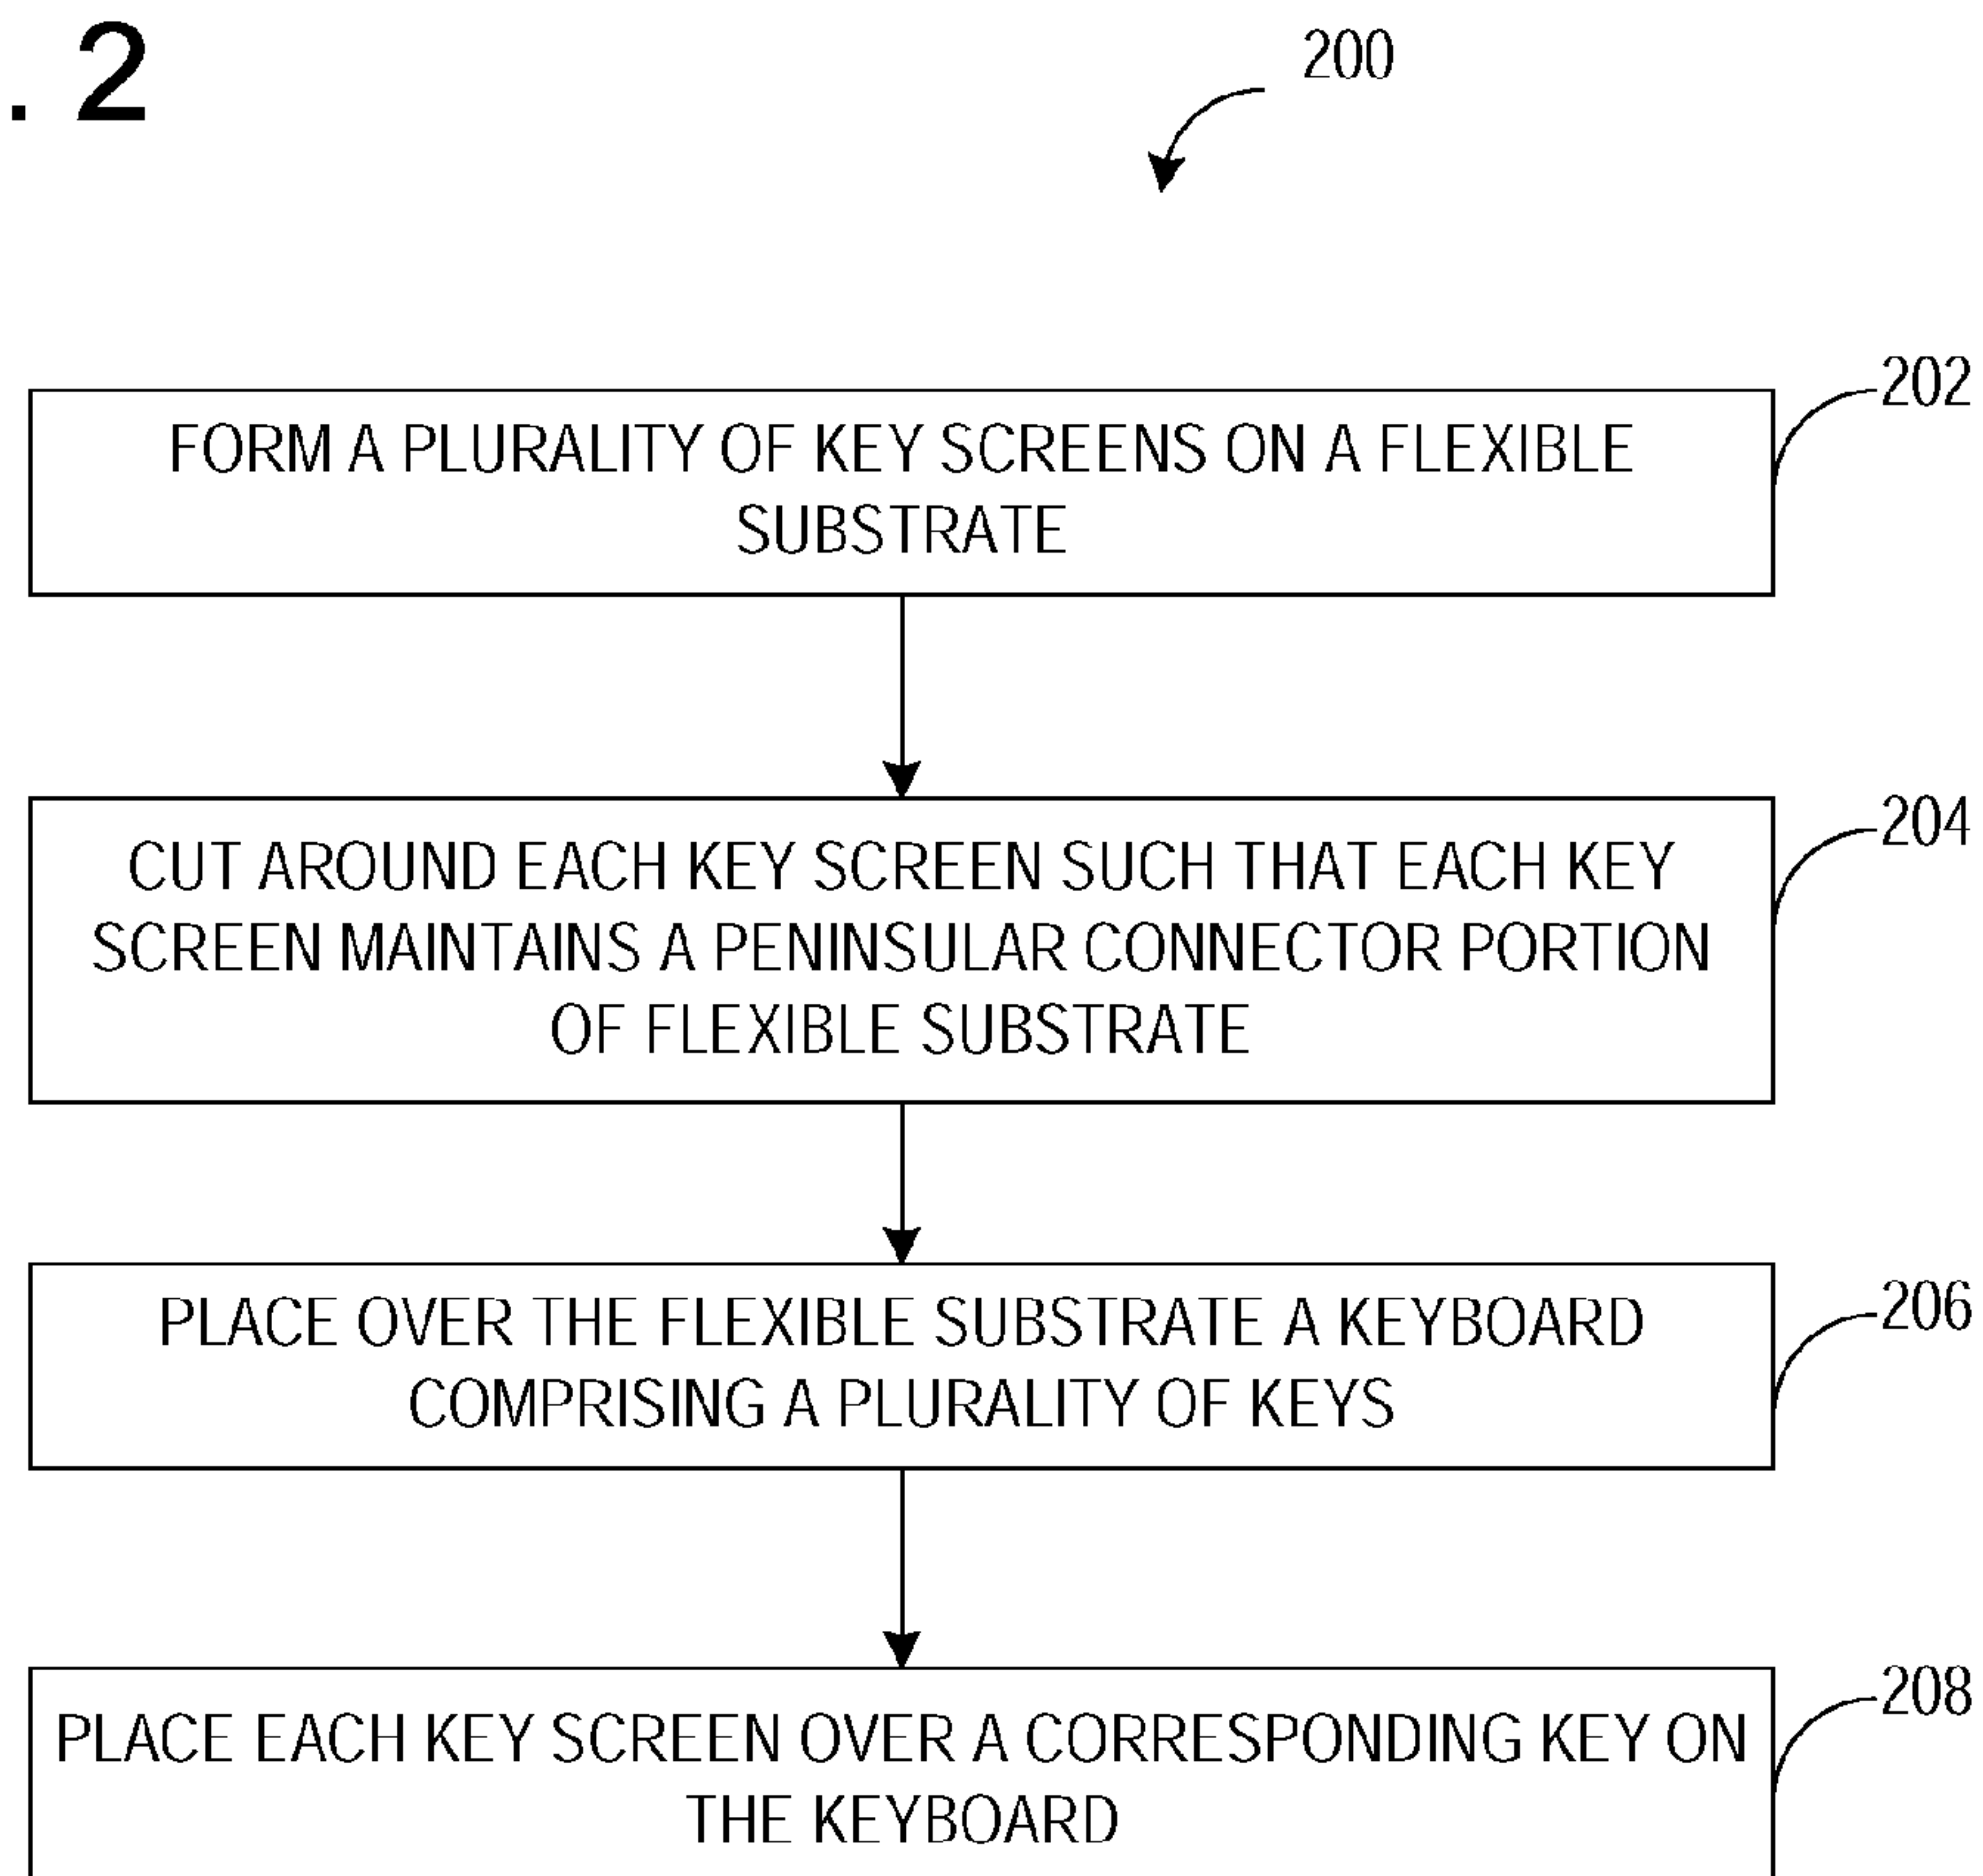 . 2
200
202
FORM A PLURALITY OF KEY SCREENS ON A FLEXIBLE
SUBSTRATE
204
CUT AROUND EACH KEY SCREEN SUCH THAT EACH KEY
SCREEN MAINTAINS A PENINSULAR CONNECTOR PORTION
OF FLEXIBLE SUBSTRATE
206
PLACE OVER THE FLEXIBLE SUBSTRATE A KEYBOARD
COMPRISING A PLURALITY OF KEYS
208
PLACE EACH KEY SCREEN OVER A CORRESPONDING KEY ON
THE KEYBOARD